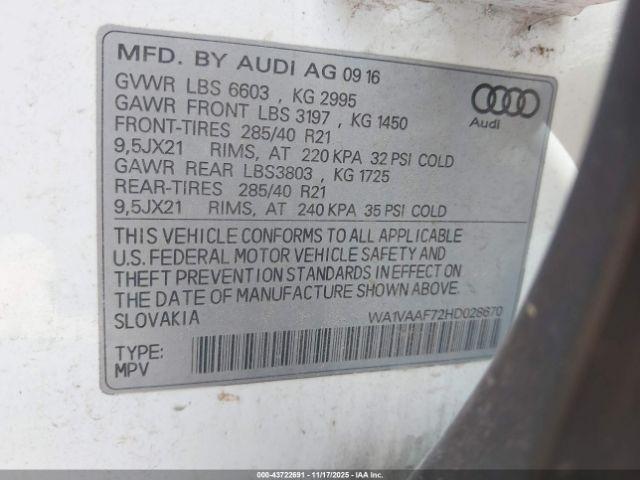 MFD. BY AUDI AG 09 16
GVWR LBS 6603 , KG 2995
GAWR FRONT LBS 3197 , KG 1450
FRONT-TIRES 285/40 R21
9,5JX21 RIMS, AT 220 KPA 32 PSI COLD
GAWR REAR LBS3803 , KG 1725
REAR-TIRES 285/40 R21
9,5JX21 RIMS, AT 240 KPA 35 PSI COLD
Audi
THIS VEHICLE CONFORMS TO ALL APPLICABLE
U.S. FEDERAL MOTOR VEHICLE SAFETY AND
THEFT PREVENTION STANDARDS IN EFFECT ON
THE DATE OF MANUFACTURE SHOWN ABOVE.
SLOVAKIA WA1VAAF72HD028670
TYPE:
MPV
000-43722691 - 11/17/2025 - IAAI.CA